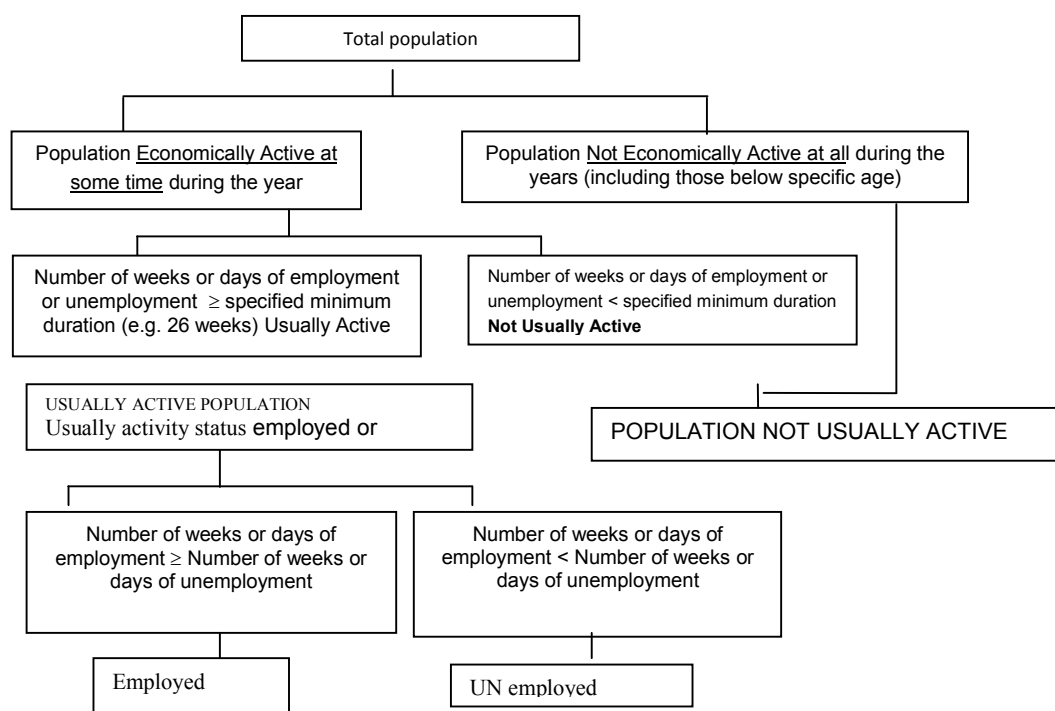 Total population
Population Economically Active at
some time during the year
Population Not Economically Active at all during the
years (including those below specific age)
Number of weeks or days of employment
or unemployment ≥ specified minimum
duration (e.g. 26 weeks) Usually Active
Number of weeks or days of employment or
unemployment < specified minimum duration
Not Usually Active
USUALLY ACTIVE POPULATION
Usually activity status employed or
POPULATION NOT USUALLY ACTIVE
Number of weeks or days of
employment ≥ Number of weeks or
days of unemployment
Number of weeks or days of
employment < Number of weeks or
days of unemployment
Employed
UN employed